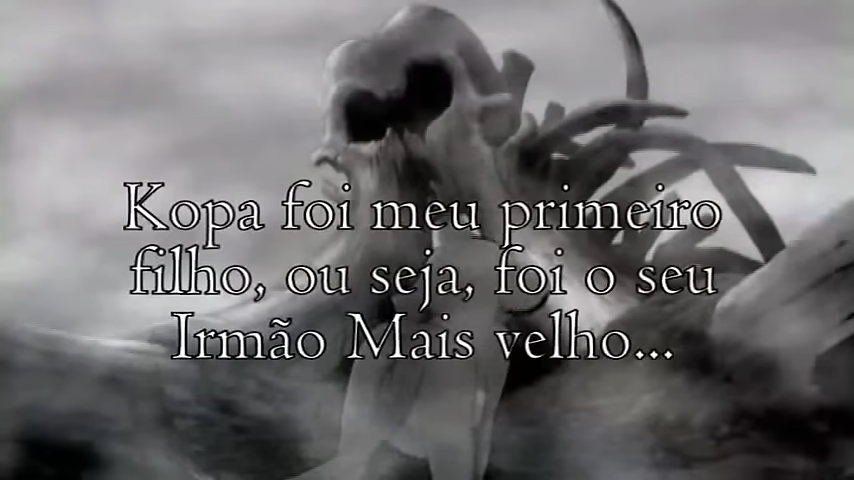 Kopa foi meu primeiro
filho, ou seja, foi o seu
Irmão Mais velho...